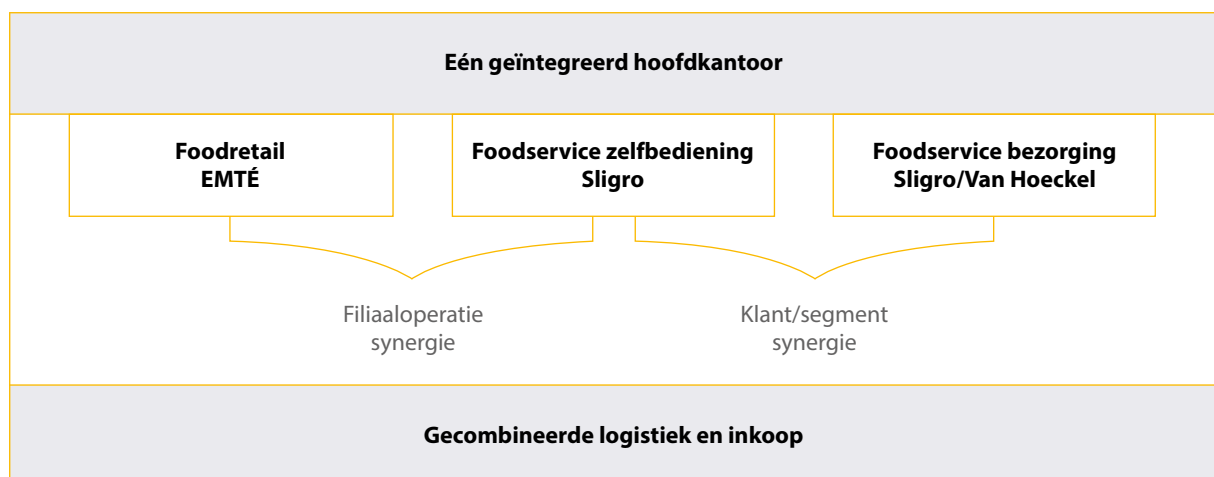 Eén geïntegreerd hoofdkantoor
Foodretail
EMTÉ
Foodservice zelfbediening
Sligro
Foodservice bezorging
Sligro/Van Hoeckel
Filiaaloperatie
synergie
Klant/segment
synergie
Gecombineerde logistiek en inkoop